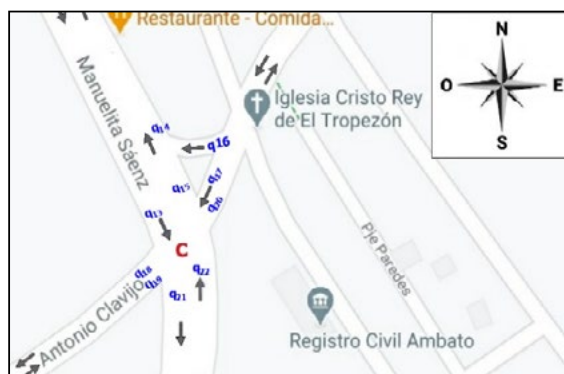 Restaurante - Comida...
N
O
E
S
Manuelita Sáenz
Iglesia Cristo Rey
de El Tropezón
q14
q16
q15
q17
q20
q13
C
q18
q19
q22
q21
Antonio Clavijo
Pje Paredes
Registro Civil Ambato